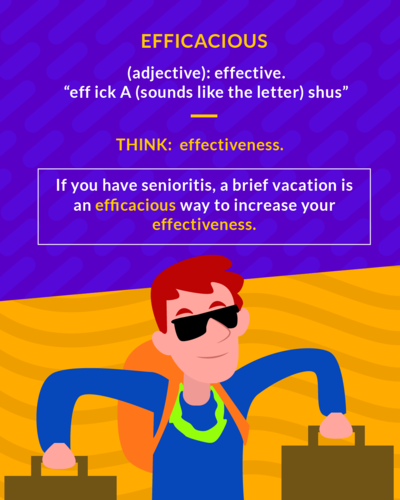 EFFICACIOUS
(adjective): effective.
“eff ick A (sounds like the letter) shus”
THINK: effectiveness.
If you have senioritis, a brief vacation is
an efficacious way to increase your
effectiveness.